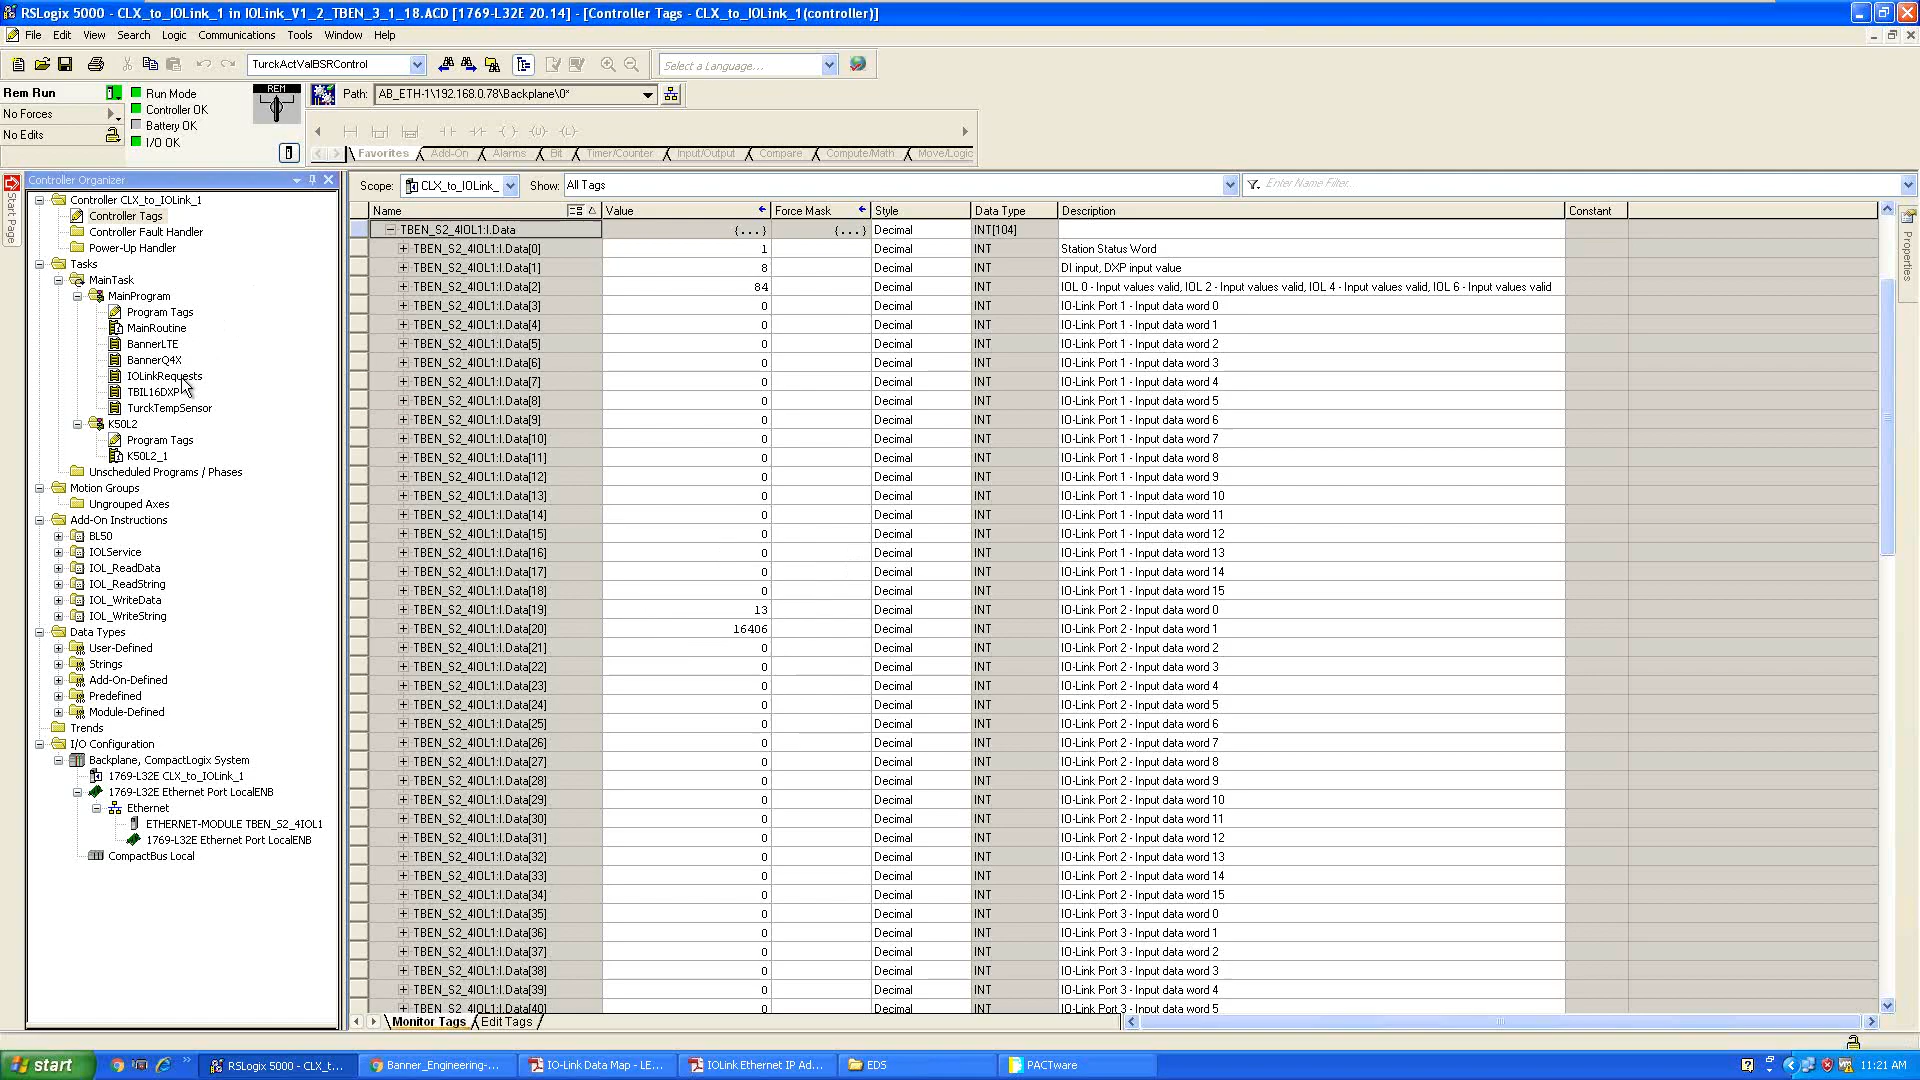 RSLogix 5000 - CLX_to_IOLink_1 in IOLink_V1_2_TBEN_3_1_18.ACD [1769-L32E 20.14] - [Controller Tags - CLX_to_IOLink_1(controller)]
File Edit View Search Logic Communications Tools Window Help
TurckActValBSRControl
Select a Language...
Rem Run
No Forces
No Edits
Run Mode
Controller OK
Battery OK
I/O OK
REM
Path: AB_ETH-1\192.168.0.78\Backplane\0*
Favorites Add-On Alarms Bit Timer/Counter Input/Output Compare Compute/Math Move/Logic
Start Page
Controller Organizer
Controller CLX_to_IOLink_1
Controller Tags
Controller Fault Handler
Power-Up Handler
Tasks
MainTask
MainProgram
Program Tags
MainRoutine
BannerLTE
BannerQ4X
IOLinkRequests
TBIL16DXP
TurckTempSensor
K50L2
Program Tags
K50L2_1
Unscheduled Programs / Phases
Motion Groups
Ungrouped Axes
Add-On Instructions
BL50
IOLService
IOL_ReadData
IOL_ReadString
IOL_WriteData
IOL_WriteString
Data Types
User-Defined
Strings
Add-On-Defined
Predefined
Module-Defined
Trends
I/O Configuration
Backplane, CompactLogix System
1769-L32E CLX_to_IOLink_1
1769-L32E Ethernet Port LocalENB
Ethernet
ETHERNET-MODULE TBEN_S2_4IOL1
1769-L32E Ethernet Port LocalENB
CompactBus Local
Scope: CLX_to_IOLink_ Show: All Tags Enter Name Filter...
Name Value Force Mask Style Data Type Description Constant
TBEN_S2_4IOL1:I.Data {...} {...} Decimal INT[104]
TBEN_S2_4IOL1:I.Data[0] 1 Decimal INT Station Status Word
TBEN_S2_4IOL1:I.Data[1] 8 Decimal INT DI input, DXP input value
TBEN_S2_4IOL1:I.Data[2] 84 Decimal INT IOL 0 - Input values valid, IOL 2 - Input values valid, IOL 4 - Input values valid, IOL 6 - Input values valid
TBEN_S2_4IOL1:I.Data[3] 0 Decimal INT IO-Link Port 1 - Input data word 0
TBEN_S2_4IOL1:I.Data[4] 0 Decimal INT IO-Link Port 1 - Input data word 1
TBEN_S2_4IOL1:I.Data[5] 0 Decimal INT IO-Link Port 1 - Input data word 2
TBEN_S2_4IOL1:I.Data[6] 0 Decimal INT IO-Link Port 1 - Input data word 3
TBEN_S2_4IOL1:I.Data[7] 0 Decimal INT IO-Link Port 1 - Input data word 4
TBEN_S2_4IOL1:I.Data[8] 0 Decimal INT IO-Link Port 1 - Input data word 5
TBEN_S2_4IOL1:I.Data[9] 0 Decimal INT IO-Link Port 1 - Input data word 6
TBEN_S2_4IOL1:I.Data[10] 0 Decimal INT IO-Link Port 1 - Input data word 7
TBEN_S2_4IOL1:I.Data[11] 0 Decimal INT IO-Link Port 1 - Input data word 8
TBEN_S2_4IOL1:I.Data[12] 0 Decimal INT IO-Link Port 1 - Input data word 9
TBEN_S2_4IOL1:I.Data[13] 0 Decimal INT IO-Link Port 1 - Input data word 10
TBEN_S2_4IOL1:I.Data[14] 0 Decimal INT IO-Link Port 1 - Input data word 11
TBEN_S2_4IOL1:I.Data[15] 0 Decimal INT IO-Link Port 1 - Input data word 12
TBEN_S2_4IOL1:I.Data[16] 0 Decimal INT IO-Link Port 1 - Input data word 13
TBEN_S2_4IOL1:I.Data[17] 0 Decimal INT IO-Link Port 1 - Input data word 14
TBEN_S2_4IOL1:I.Data[18] 0 Decimal INT IO-Link Port 1 - Input data word 15
TBEN_S2_4IOL1:I.Data[19] 13 Decimal INT IO-Link Port 2 - Input data word 0
TBEN_S2_4IOL1:I.Data[20] 16406 Decimal INT IO-Link Port 2 - Input data word 1
TBEN_S2_4IOL1:I.Data[21] 0 Decimal INT IO-Link Port 2 - Input data word 2
TBEN_S2_4IOL1:I.Data[22] 0 Decimal INT IO-Link Port 2 - Input data word 3
TBEN_S2_4IOL1:I.Data[23] 0 Decimal INT IO-Link Port 2 - Input data word 4
TBEN_S2_4IOL1:I.Data[24] 0 Decimal INT IO-Link Port 2 - Input data word 5
TBEN_S2_4IOL1:I.Data[25] 0 Decimal INT IO-Link Port 2 - Input data word 6
TBEN_S2_4IOL1:I.Data[26] 0 Decimal INT IO-Link Port 2 - Input data word 7
TBEN_S2_4IOL1:I.Data[27] 0 Decimal INT IO-Link Port 2 - Input data word 8
TBEN_S2_4IOL1:I.Data[28] 0 Decimal INT IO-Link Port 2 - Input data word 9
TBEN_S2_4IOL1:I.Data[29] 0 Decimal INT IO-Link Port 2 - Input data word 10
TBEN_S2_4IOL1:I.Data[30] 0 Decimal INT IO-Link Port 2 - Input data word 11
TBEN_S2_4IOL1:I.Data[31] 0 Decimal INT IO-Link Port 2 - Input data word 12
TBEN_S2_4IOL1:I.Data[32] 0 Decimal INT IO-Link Port 2 - Input data word 13
TBEN_S2_4IOL1:I.Data[33] 0 Decimal INT IO-Link Port 2 - Input data word 14
TBEN_S2_4IOL1:I.Data[34] 0 Decimal INT IO-Link Port 2 - Input data word 15
TBEN_S2_4IOL1:I.Data[35] 0 Decimal INT IO-Link Port 3 - Input data word 0
TBEN_S2_4IOL1:I.Data[36] 0 Decimal INT IO-Link Port 3 - Input data word 1
TBEN_S2_4IOL1:I.Data[37] 0 Decimal INT IO-Link Port 3 - Input data word 2
TBEN_S2_4IOL1:I.Data[38] 0 Decimal INT IO-Link Port 3 - Input data word 3
TBEN_S2_4IOL1:I.Data[39] 0 Decimal INT IO-Link Port 3 - Input data word 4
TBEN_S2_4IOL1:I.Data[40] 0 Decimal INT IO-Link Port 3 - Input data word 5
Monitor Tags Edit Tags
Properties
start RSLogix 5000 - CLX_t... Banner_Engineering-... IO-Link Data Map - LE... IOLink Ethernet IP Ad... EDS PACTware 11:21 AM